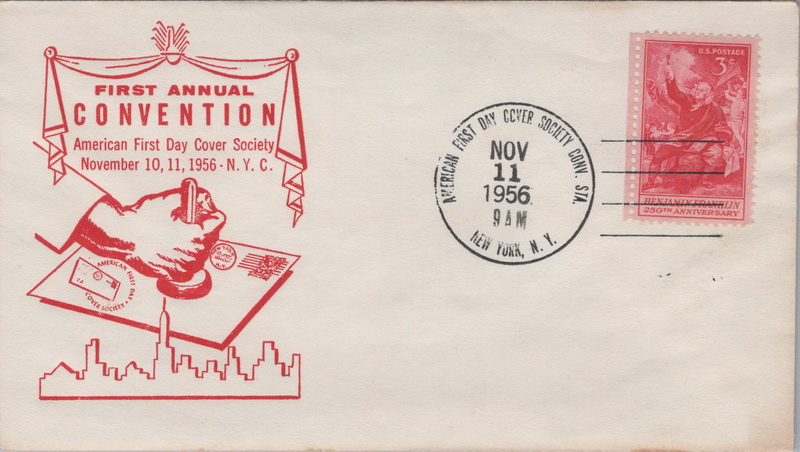 FIRST ANNUAL
CONVENTION
American First Day Cover Society
November 10, 11, 1956 - N. Y. C.
AMERICAN FIRST DAY
COVER SOCIETY
AMERICAN FIRST DAY COVER SOCIETY CONV. STA.
NOV
11
1956
9 AM
NEW YORK, N. Y.
U.S. POSTAGE
3¢
BENJAMIN FRANKLIN
250TH ANNIVERSARY